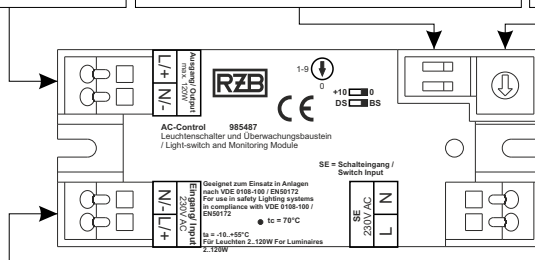 L/+
N/-
Ausgang/ Output
max. 120W
RZB
CE
1-9
0
+10 0
DS BS
AC-Control 985487
Leuchtenschalter und Überwachungsbaustein
/ Light-switch and Monitoring Module
SE = Schalteingang /
Switch Input
N/-
L/+
Eingang/ Input
230V AC
Geeignet zum Einsatz in Anlagen
nach VDE 0108-100 / EN50172
For use in safety Lighting systems
in compliance with VDE 0108-100 /
EN50172
tc = 70°C
ta = -10..+55°C
Für Leuchten 2..120W For Luminaires
2..120W
SE
230V AC
N
L